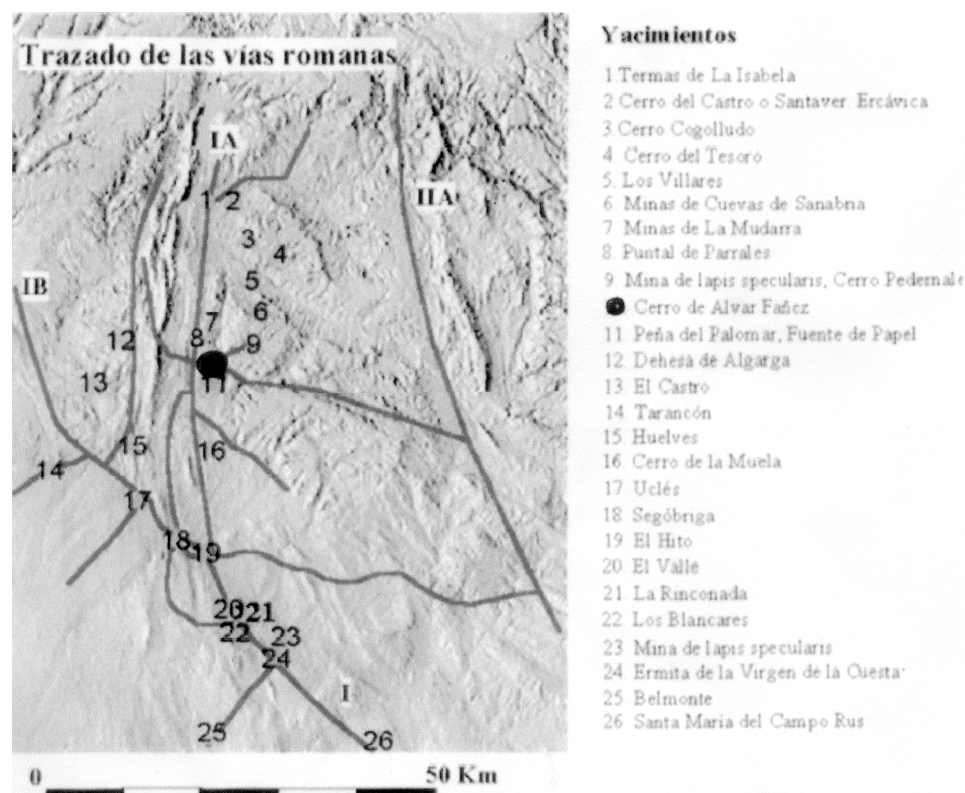 Trazado de las vías romanas
IA
1 2
IIA
3
4
IB
5
6
7
8
9
12
11
13
15
16
14
17
18
19
20 21
22
23
24
I
25
26
0 50 Km
Yacimientos
1 Termas de La Isabela
2 Cerro del Castro o Santaver. Ercávica
3. Cerro Cogolludo
4. Cerro del Tesoro
5. Los Villares
6 Minas de Cuevas de Sanabria
7. Minas de La Mudarra
8. Puntal de Parrales
9. Mina de lapis specularis, Cerro Pedernale
Cerro de Alvar Fañez
11. Peña del Palomar, Fuente de Papel
12. Dehesa de Algarga
13. El Castro
14. Tarancón
15. Huelves
16. Cerro de la Muela
17. Uclés
18. Segóbriga
19. El Hito
20. El Valle
21. La Rinconada
22. Los Blancares
23 Mina de lapis specularis
24. Ermita de la Virgen de la Cuesta
25. Belmonte
26 Santa Maria del Campo Rus